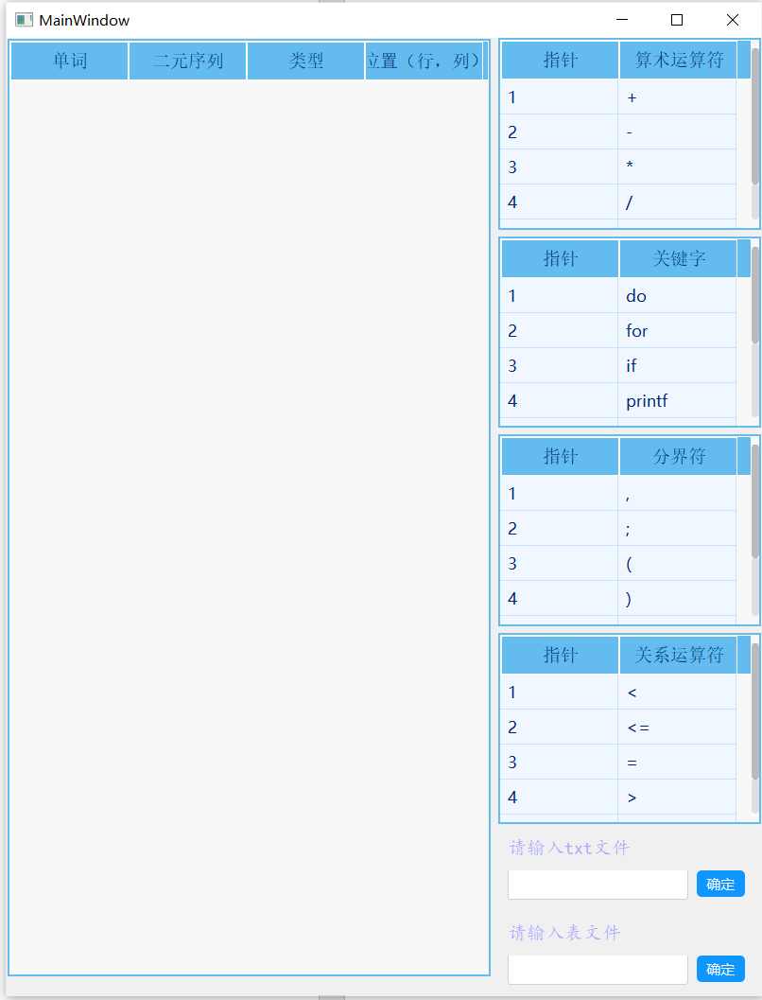 MainWindow
单词 二元序列 类型 位置（行，列）
指针 算术运算符
1 +
2 -
3 *
4 /
指针 关键字
1 do
2 for
3 if
4 printf
指针 分界符
1 ,
2 ;
3 (
4 )
指针 关系运算符
1 <
2 <=
3 =
4 >
请输入txt文件
确定
请输入表文件
确定